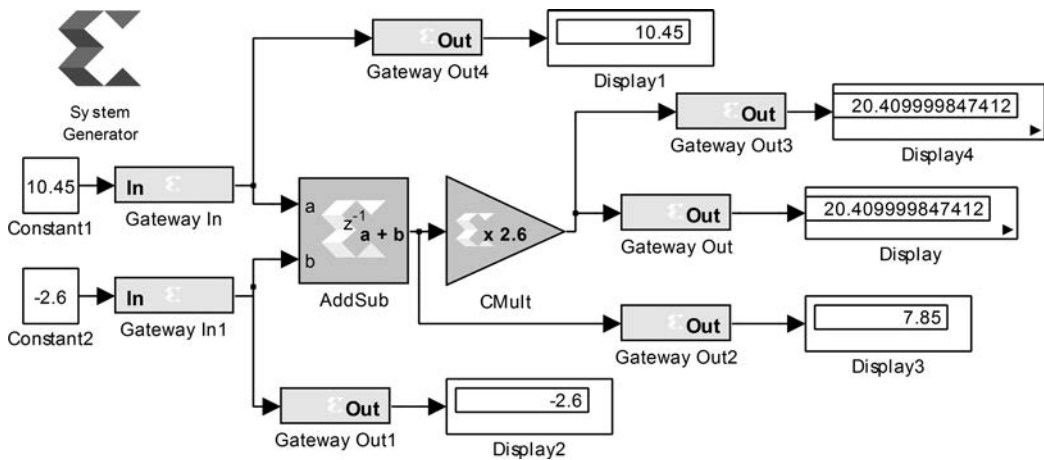 Out
10.45
Gateway Out4
Display1
System
Generator
Out
20.409999847412
Gateway Out3
Display4
10.45
In
Gateway In
Constant1
a
z-1
a + b
b
AddSub
x 2.6
CMult
Out
20.409999847412
Gateway Out
Display
-2.6
In
Gateway In1
Constant2
Out
7.85
Gateway Out2
Display3
Out
-2.6
Gateway Out1
Display2